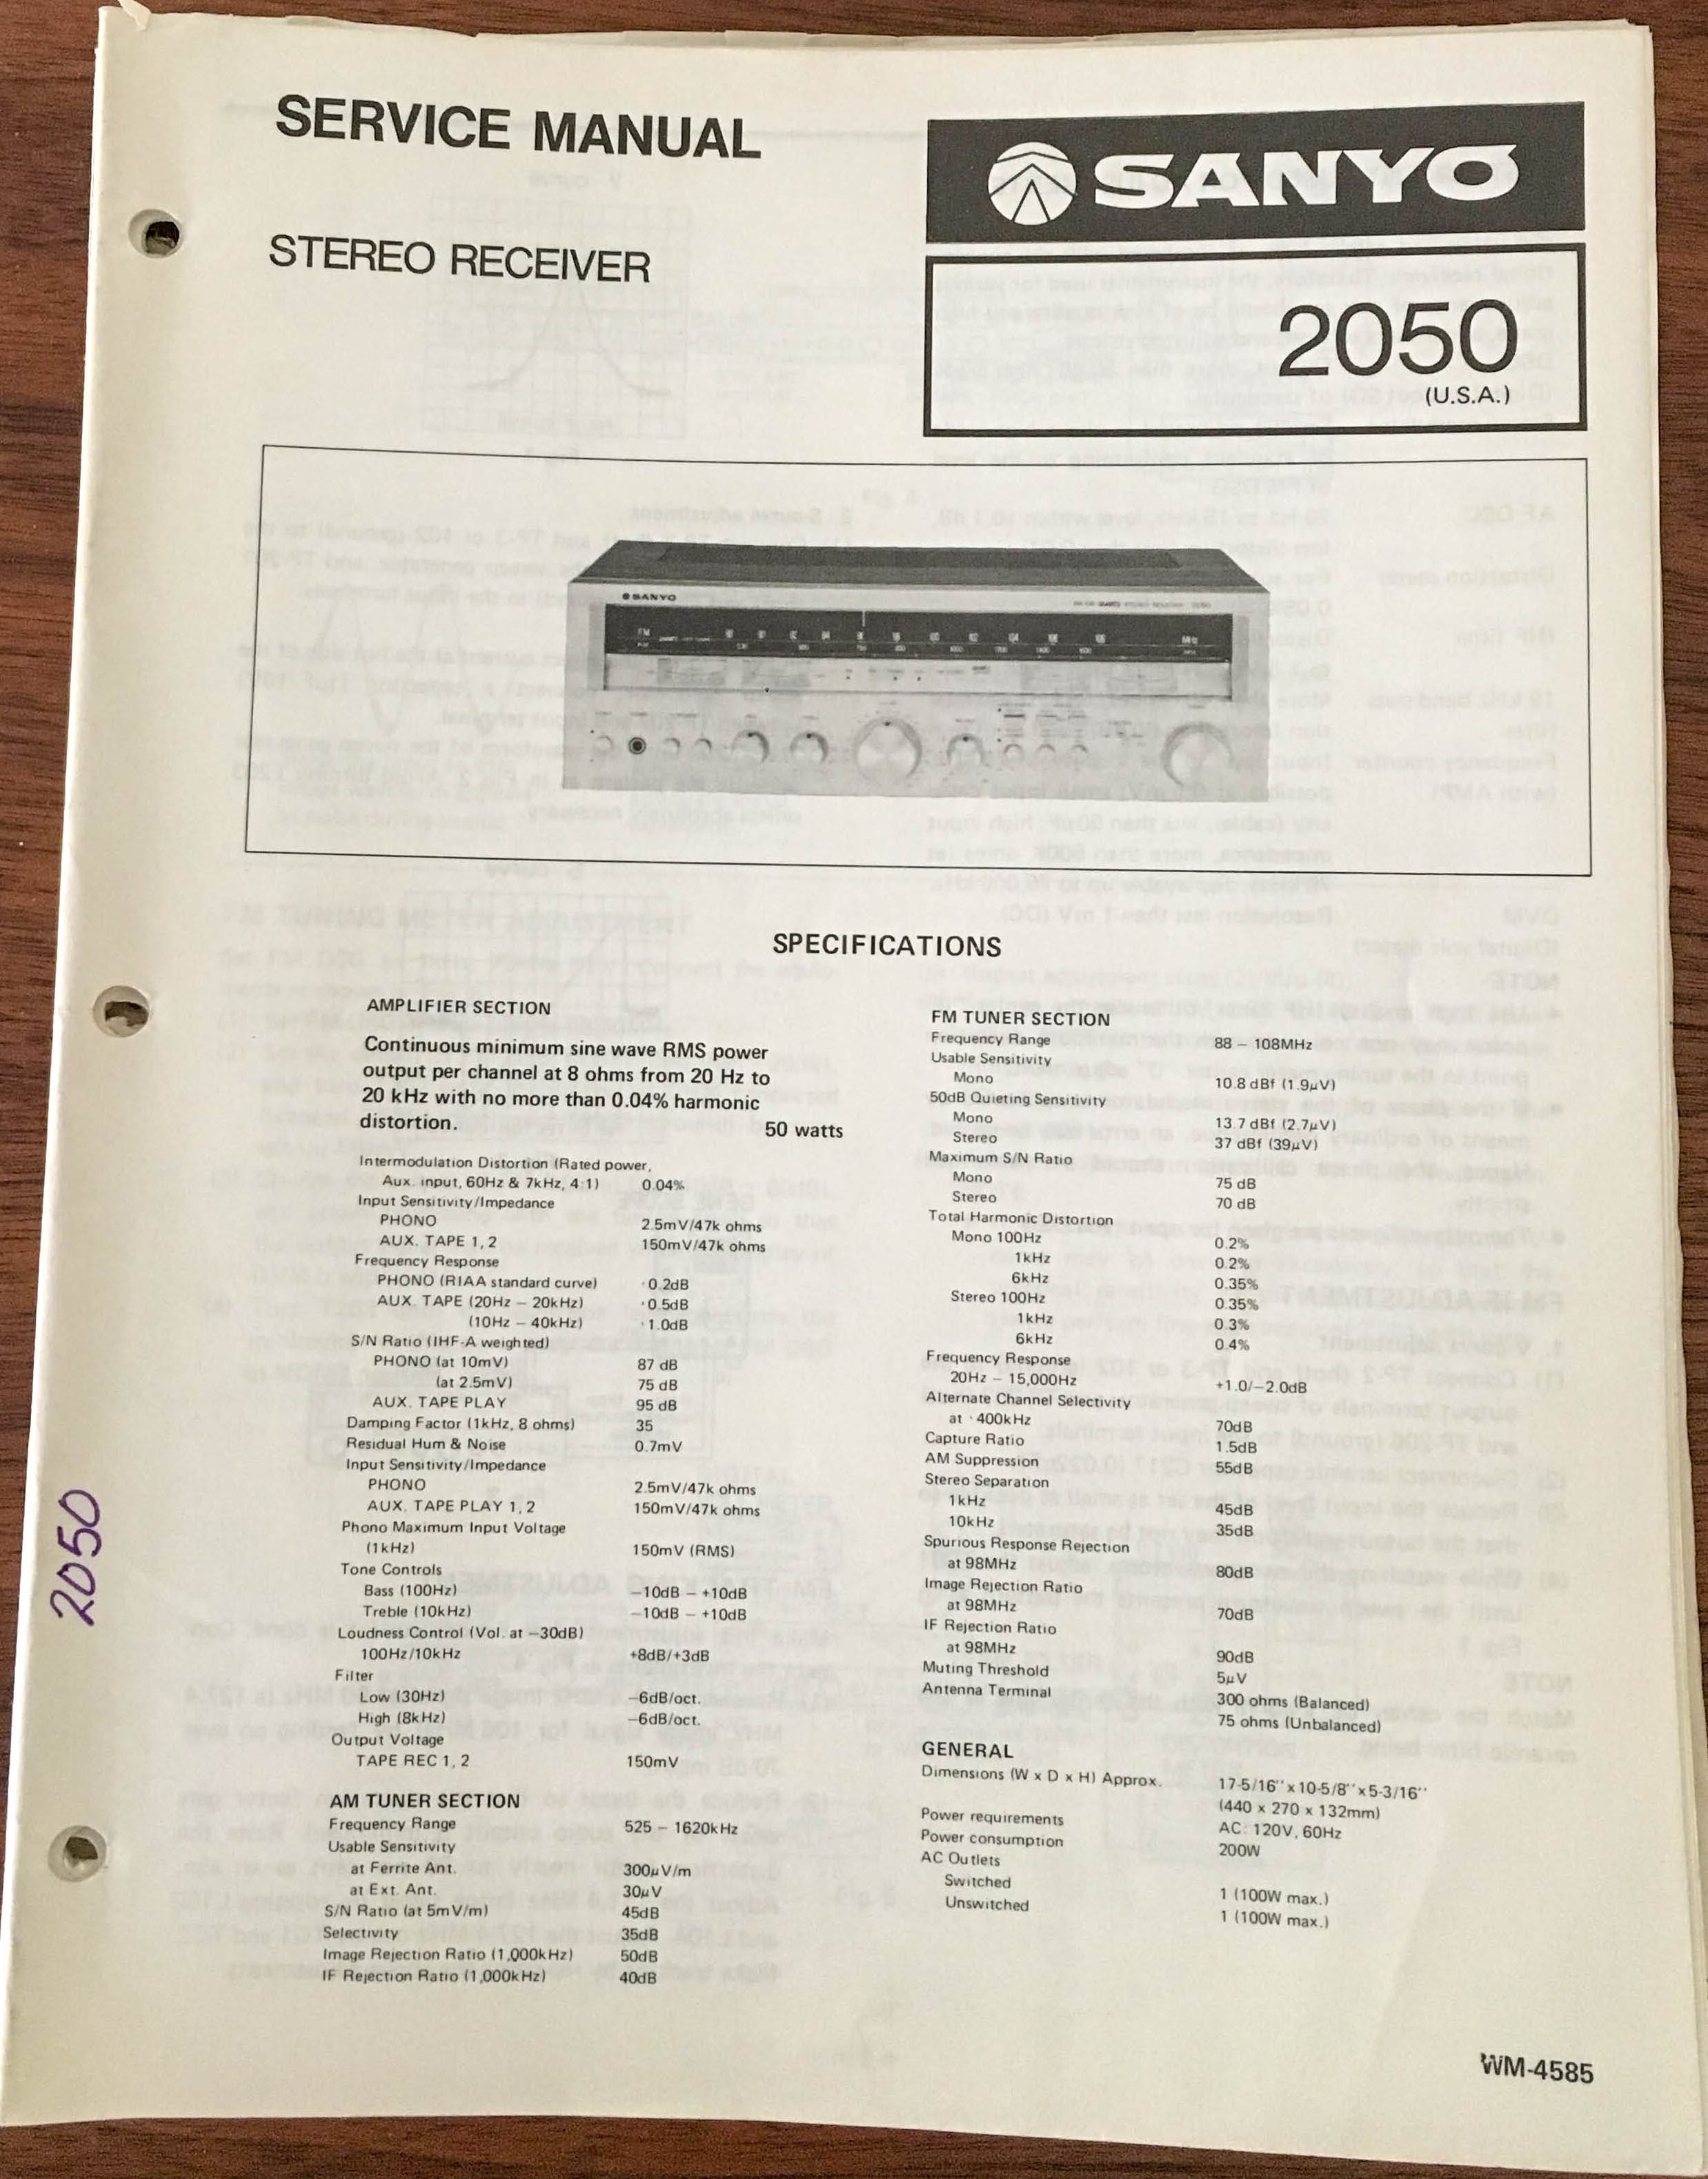 SERVICE MANUAL
SANYO
STEREO RECEIVER
2050
(U.S.A.)
SANYO
FM
MHz
SPECIFICATIONS
AMPLIFIER SECTION
Continuous minimum sine wave RMS power
output per channel at 8 ohms from 20 Hz to
20 kHz with no more than 0.04% harmonic
distortion. 50 watts
Intermodulation Distortion (Rated power,
Aux. input, 60Hz & 7kHz, 4:1) 0.04%
Input Sensitivity/Impedance
PHONO 2.5mV/47k ohms
AUX. TAPE 1, 2 150mV/47k ohms
Frequency Response
PHONO (RIAA standard curve) 0.2dB
AUX. TAPE (20Hz – 20kHz) 0.5dB
(10Hz – 40kHz) 1.0dB
S/N Ratio (IHF-A weighted)
PHONO (at 10mV) 87 dB
(at 2.5mV) 75 dB
AUX. TAPE PLAY 95 dB
Damping Factor (1kHz, 8 ohms) 35
Residual Hum & Noise 0.7mV
Input Sensitivity/Impedance
PHONO 2.5mV/47k ohms
AUX. TAPE PLAY 1, 2 150mV/47k ohms
Phono Maximum Input Voltage
(1kHz) 150mV (RMS)
Tone Controls
Bass (100Hz) –10dB – +10dB
Treble (10kHz) –10dB – +10dB
Loudness Control (Vol. at –30dB)
100Hz/10kHz +8dB/+3dB
Filter
Low (30Hz) –6dB/oct.
High (8kHz) –6dB/oct.
Output Voltage
TAPE REC 1, 2 150mV
AM TUNER SECTION
Frequency Range 525 – 1620kHz
Usable Sensitivity
at Ferrite Ant. 300μV/m
at Ext. Ant. 30μV
S/N Ratio (at 5mV/m) 45dB
Selectivity 35dB
Image Rejection Ratio (1,000kHz) 50dB
IF Rejection Ratio (1,000kHz) 40dB
FM TUNER SECTION
Frequency Range 88 – 108MHz
Usable Sensitivity
Mono 10.8 dBf (1.9μV)
50dB Quieting Sensitivity
Mono 13.7 dBf (2.7μV)
Stereo 37 dBf (39μV)
Maximum S/N Ratio
Mono 75 dB
Stereo 70 dB
Total Harmonic Distortion
Mono 100Hz 0.2%
1kHz 0.2%
6kHz 0.35%
Stereo 100Hz 0.35%
1kHz 0.3%
6kHz 0.4%
Frequency Response
20Hz – 15,000Hz +1.0/–2.0dB
Alternate Channel Selectivity
at 400kHz 70dB
Capture Ratio 1.5dB
AM Suppression 55dB
Stereo Separation
1kHz 45dB
10kHz 35dB
Spurious Response Rejection
at 98MHz 80dB
Image Rejection Ratio
at 98MHz 70dB
IF Rejection Ratio
at 98MHz 90dB
Muting Threshold 5μV
Antenna Terminal 300 ohms (Balanced)
75 ohms (Unbalanced)
GENERAL
Dimensions (W x D x H) Approx. 17-5/16'' x 10-5/8'' x 5-3/16''
(440 x 270 x 132mm)
Power requirements AC: 120V, 60Hz
Power consumption 200W
AC Outlets
Switched 1 (100W max.)
Unswitched 1 (100W max.)
2050
WM-4585